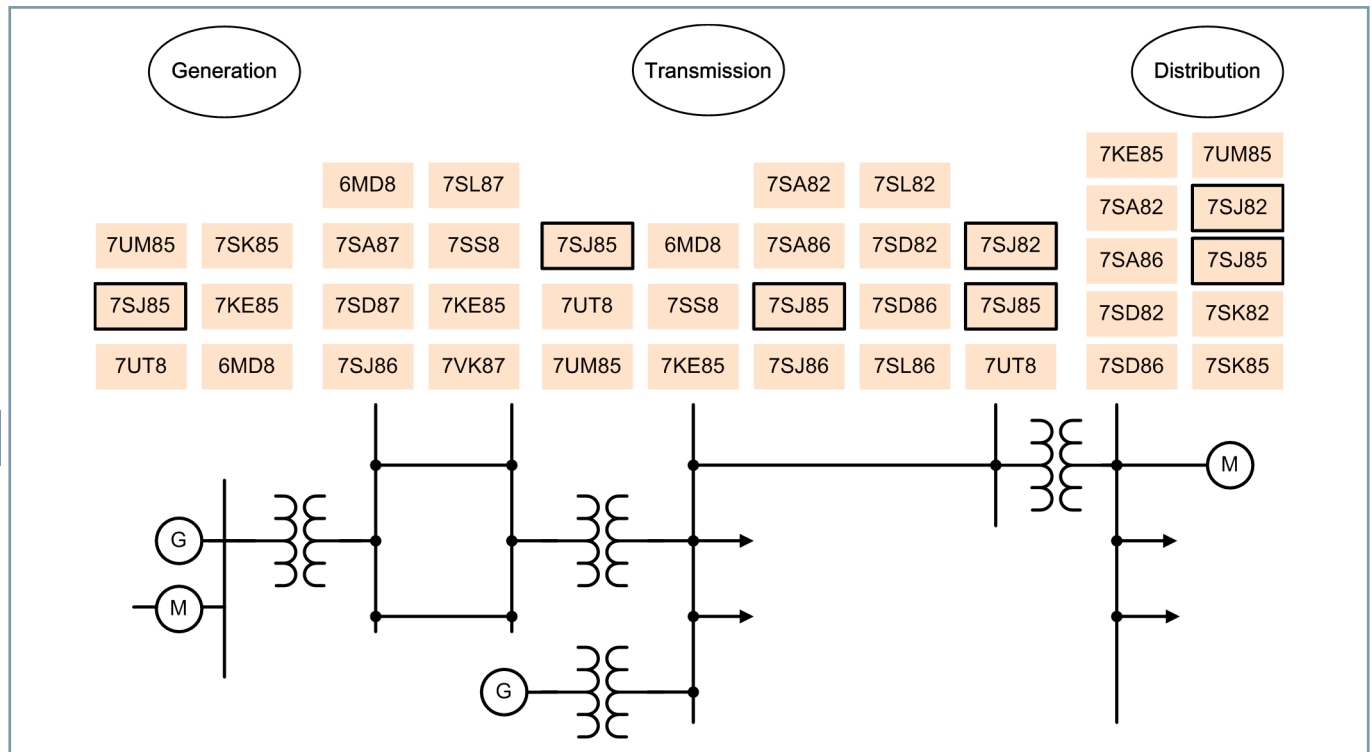 Generation
Transmission
Distribution
7KE85 7UM85
6MD8 7SL87 7SA82 7SL82
7SA82 7SJ82
7UM85 7SK85 7SA87 7SS8 7SJ85 6MD8 7SA86 7SD82 7SJ82
7SA86 7SJ85
7SJ85 7KE85 7SD87 7KE85 7UT8 7SS8 7SJ85 7SD86 7SJ85
7SD82 7SK82
7UT8 6MD8 7SJ86 7VK87 7UM85 7KE85 7SJ86 7SL86 7UT8 7SD86 7SK85
M
G
M
G